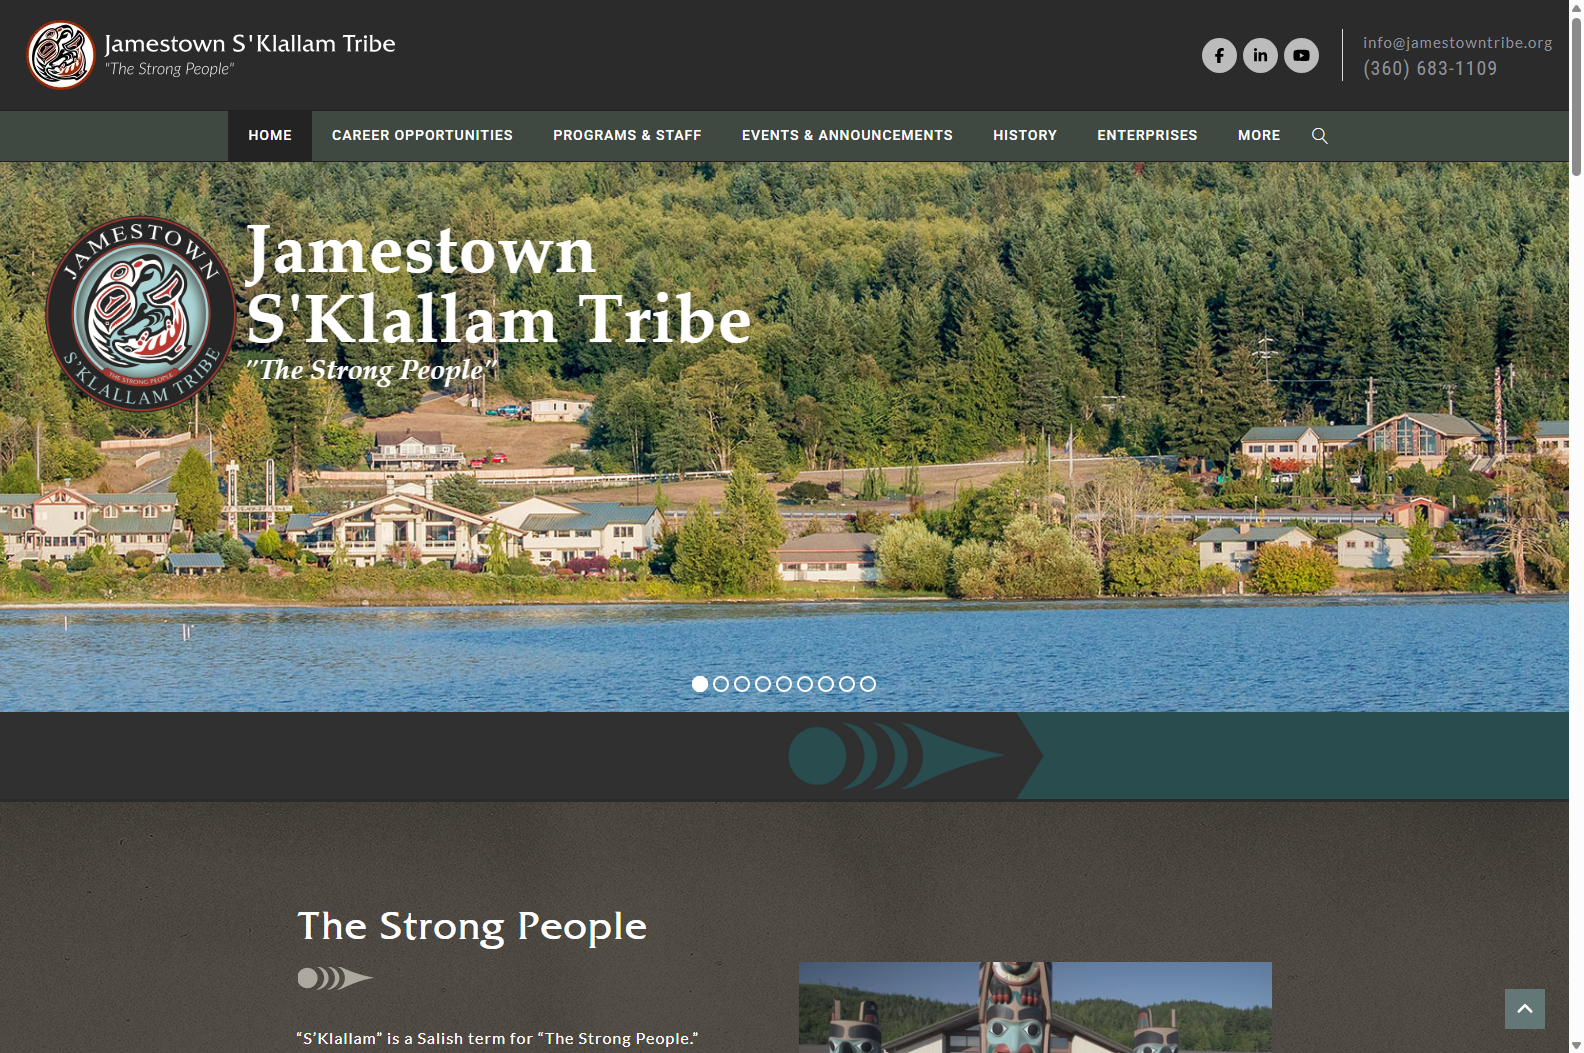 Jamestown S'Klallam Tribe
"The Strong People"
info@jamestowntribe.org
(360) 683-1109
HOME CAREER OPPORTUNITIES PROGRAMS & STAFF EVENTS & ANNOUNCEMENTS HISTORY ENTERPRISES MORE
JAMESTOWN
THE STRONG PEOPLE
S'KLALLAM TRIBE
Jamestown
S'Klallam Tribe
"The Strong People"
The Strong People
“S’Klallam” is a Salish term for “The Strong People.”